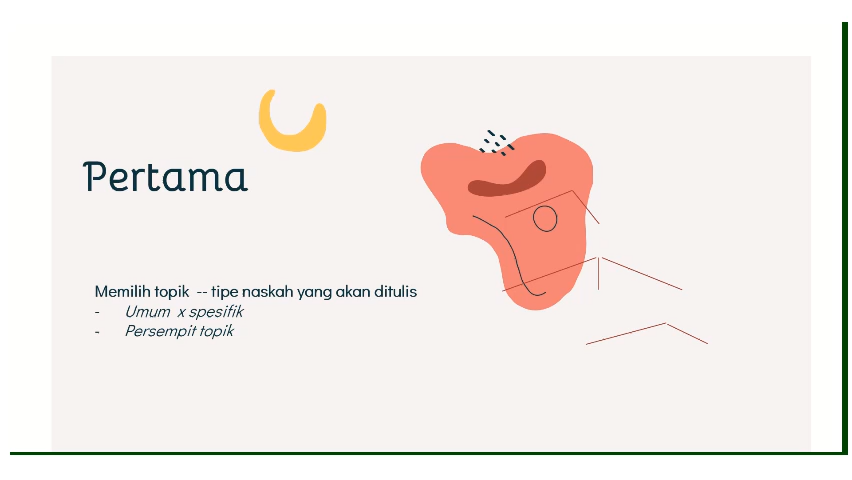 Pertama
Memilih topik -- tipe naskah yang akan ditulis
- Umum x spesifik
- Persempit topik